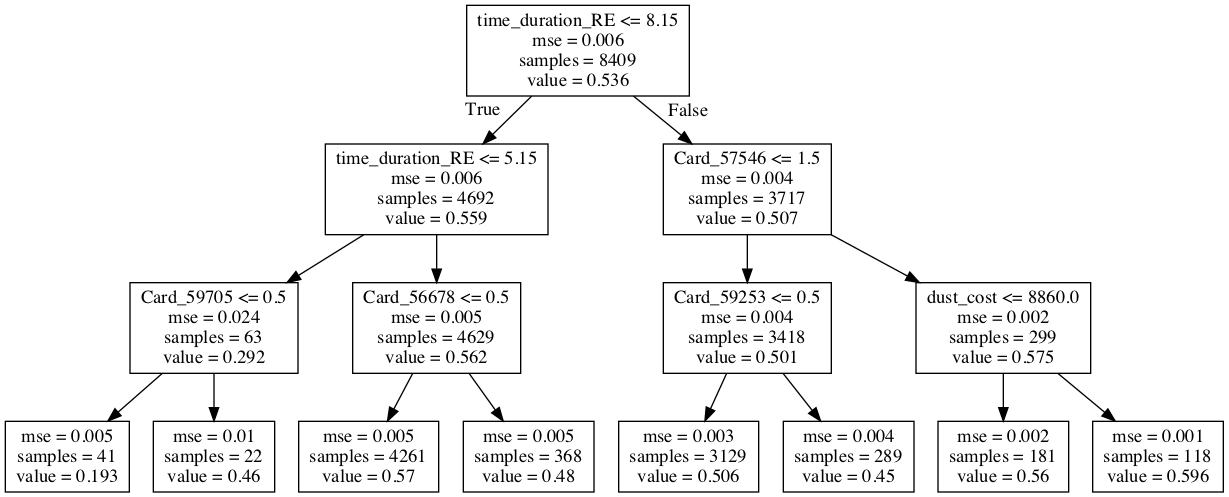 time_duration_RE <= 8.15
mse = 0.006
samples = 8409
value = 0.536
True
False
time_duration_RE <= 5.15
mse = 0.006
samples = 4692
value = 0.559
Card_57546 <= 1.5
mse = 0.004
samples = 3717
value = 0.507
Card_59705 <= 0.5
mse = 0.024
samples = 63
value = 0.292
Card_56678 <= 0.5
mse = 0.005
samples = 4629
value = 0.562
Card_59253 <= 0.5
mse = 0.004
samples = 3418
value = 0.501
dust_cost <= 8860.0
mse = 0.002
samples = 299
value = 0.575
mse = 0.005
samples = 41
value = 0.193
mse = 0.01
samples = 22
value = 0.46
mse = 0.005
samples = 4261
value = 0.57
mse = 0.005
samples = 368
value = 0.48
mse = 0.003
samples = 3129
value = 0.506
mse = 0.004
samples = 289
value = 0.45
mse = 0.002
samples = 181
value = 0.56
mse = 0.001
samples = 118
value = 0.596